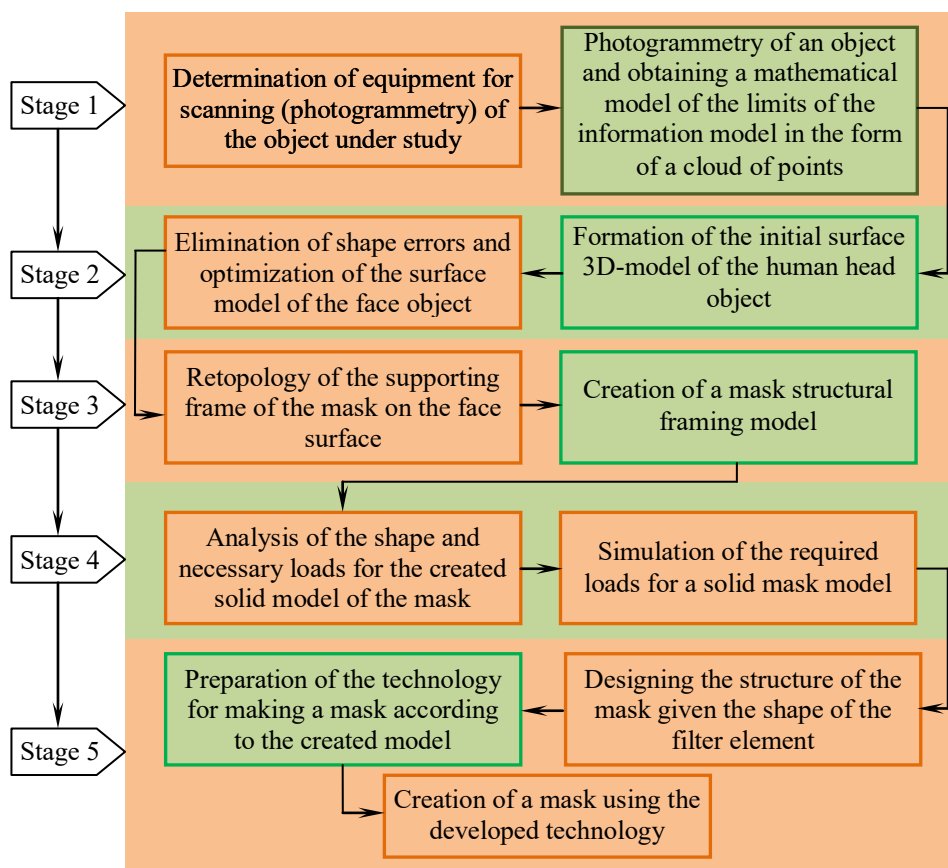 Stage 1
Determination of equipment for
scanning (photogrammetry) of
the object under study
Photogrammetry of an object
and obtaining a mathematical
model of the limits of the
information model in the form
of a cloud of points
Stage 2
Elimination of shape errors and
optimization of the surface
model of the face object
Formation of the initial surface
3D-model of the human head
object
Stage 3
Retopology of the supporting
frame of the mask on the face
surface
Creation of a mask structural
framing model
Stage 4
Analysis of the shape and
necessary loads for the created
solid model of the mask
Simulation of the required
loads for a solid mask model
Stage 5
Preparation of the technology
for making a mask according
to the created model
Designing the structure of the
mask given the shape of the
filter element
Creation of a mask using the
developed technology